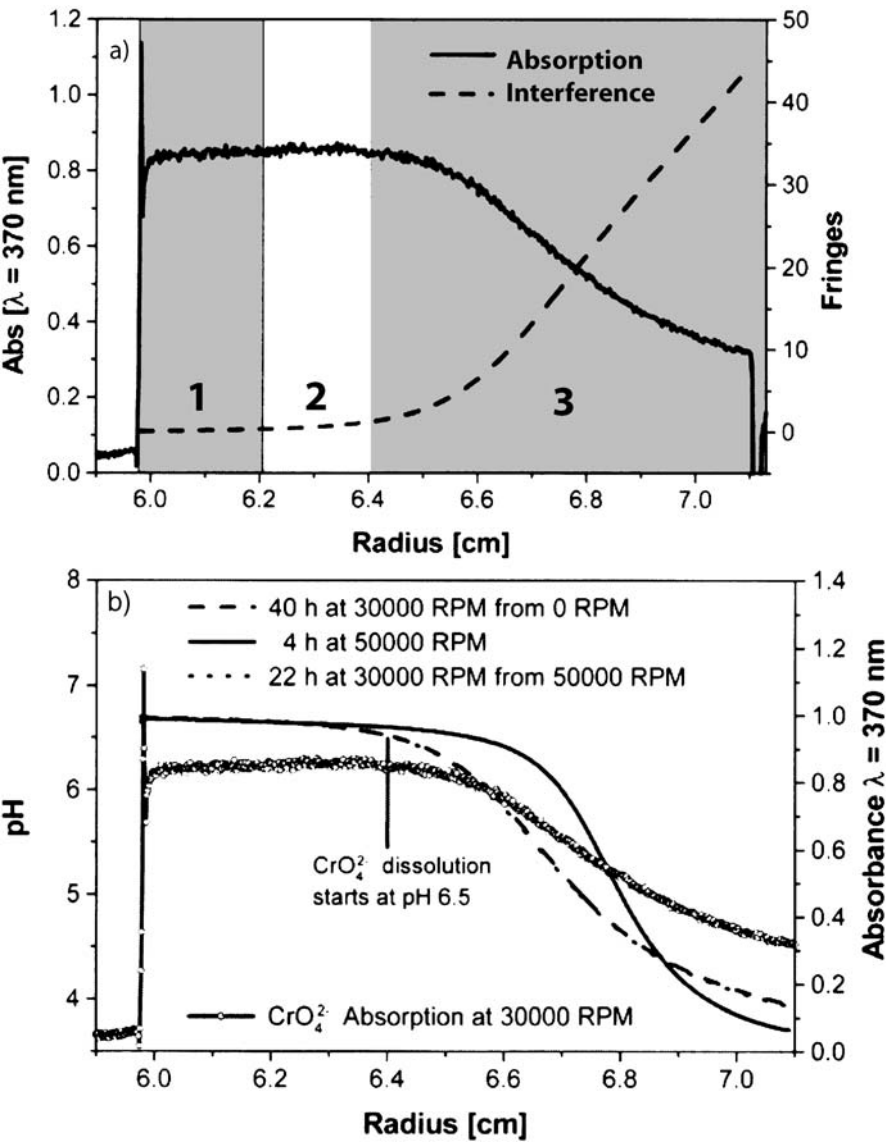 a)
Absorption
Interference
1
2
3
Abs [λ = 370 nm]
1.2
1.0
0.8
0.6
0.4
0.2
0.0
Fringes
50
40
30
20
10
0
6.0 6.2 6.4 6.6 6.8 7.0
Radius [cm]
b)
40 h at 30000 RPM from 0 RPM
4 h at 50000 RPM
22 h at 30000 RPM from 50000 RPM
CrO₄²⁻ dissolution
starts at pH 6.5
CrO₄²⁻ Absorption at 30000 RPM
pH
8
7
6
5
4
Absorbance λ = 370 nm
1.4
1.2
1.0
0.8
0.6
0.4
0.2
0.0
6.0 6.2 6.4 6.6 6.8 7.0
Radius [cm]